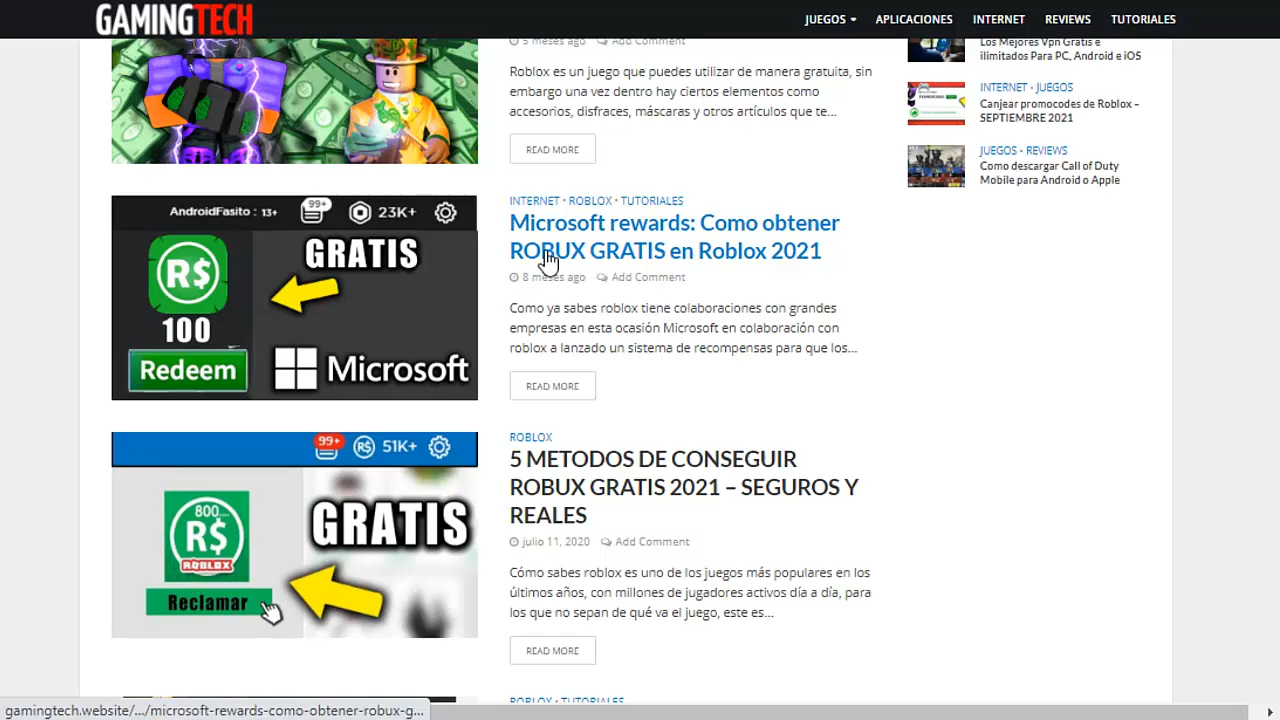 GAMINGTECH
JUEGOS
APLICACIONES
INTERNET
REVIEWS
TUTORIALES
5 meses ago
Add Comment
Roblox es un juego que puedes utilizar de manera gratuita, sin
embargo una vez dentro hay ciertos elementos como
accesorios, disfraces, máscaras y otros artículos que te...
READ MORE
AndroidFasito : 13+
99+
23K+
GRATIS
R$
100
Redeem
Microsoft
INTERNET • ROBLOX • TUTORIALES
Microsoft rewards: Como obtener
ROBUX GRATIS en Roblox 2021
8 meses ago
Add Comment
Como ya sabes roblox tiene colaboraciones con grandes
empresas en esta ocasión Microsoft en colaboración con
roblox a lanzado un sistema de recompensas para que los...
READ MORE
99+
51K+
800
R$
ROBLOX
Reclamar
GRATIS
ROBLOX
5 METODOS DE CONSEGUIR
ROBUX GRATIS 2021 – SEGUROS Y
REALES
julio 11, 2020
Add Comment
Cómo sabes roblox es uno de los juegos más populares en los
últimos años, con millones de jugadores activos día a día, para
los que no sepan de qué va el juego, este es...
READ MORE
ROBLOX • TUTORIALES
Los Mejores Vpn Gratis e
ilimitados Para PC, Android e iOS
INTERNET • JUEGOS
Canjear promocodes de Roblox –
SEPTIEMBRE 2021
JUEGOS • REVIEWS
Como descargar Call of Duty
Mobile para Android o Apple
gamingtech.website/.../microsoft-rewards-como-obtener-robux-g...